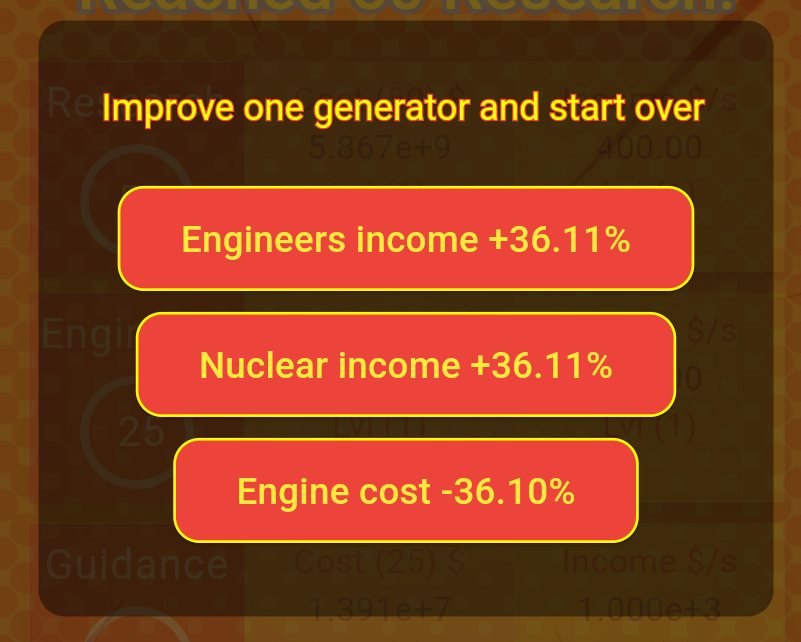 Improve one generator and start over
5.867e+9 400.00
Engineers income +36.11%
Nuclear income +36.11%
25
Lvl (1) Lvl (1)
Engine cost -36.10%
Guidance Cost (25) $ Income $/s
1.391e+7 1.000e+3